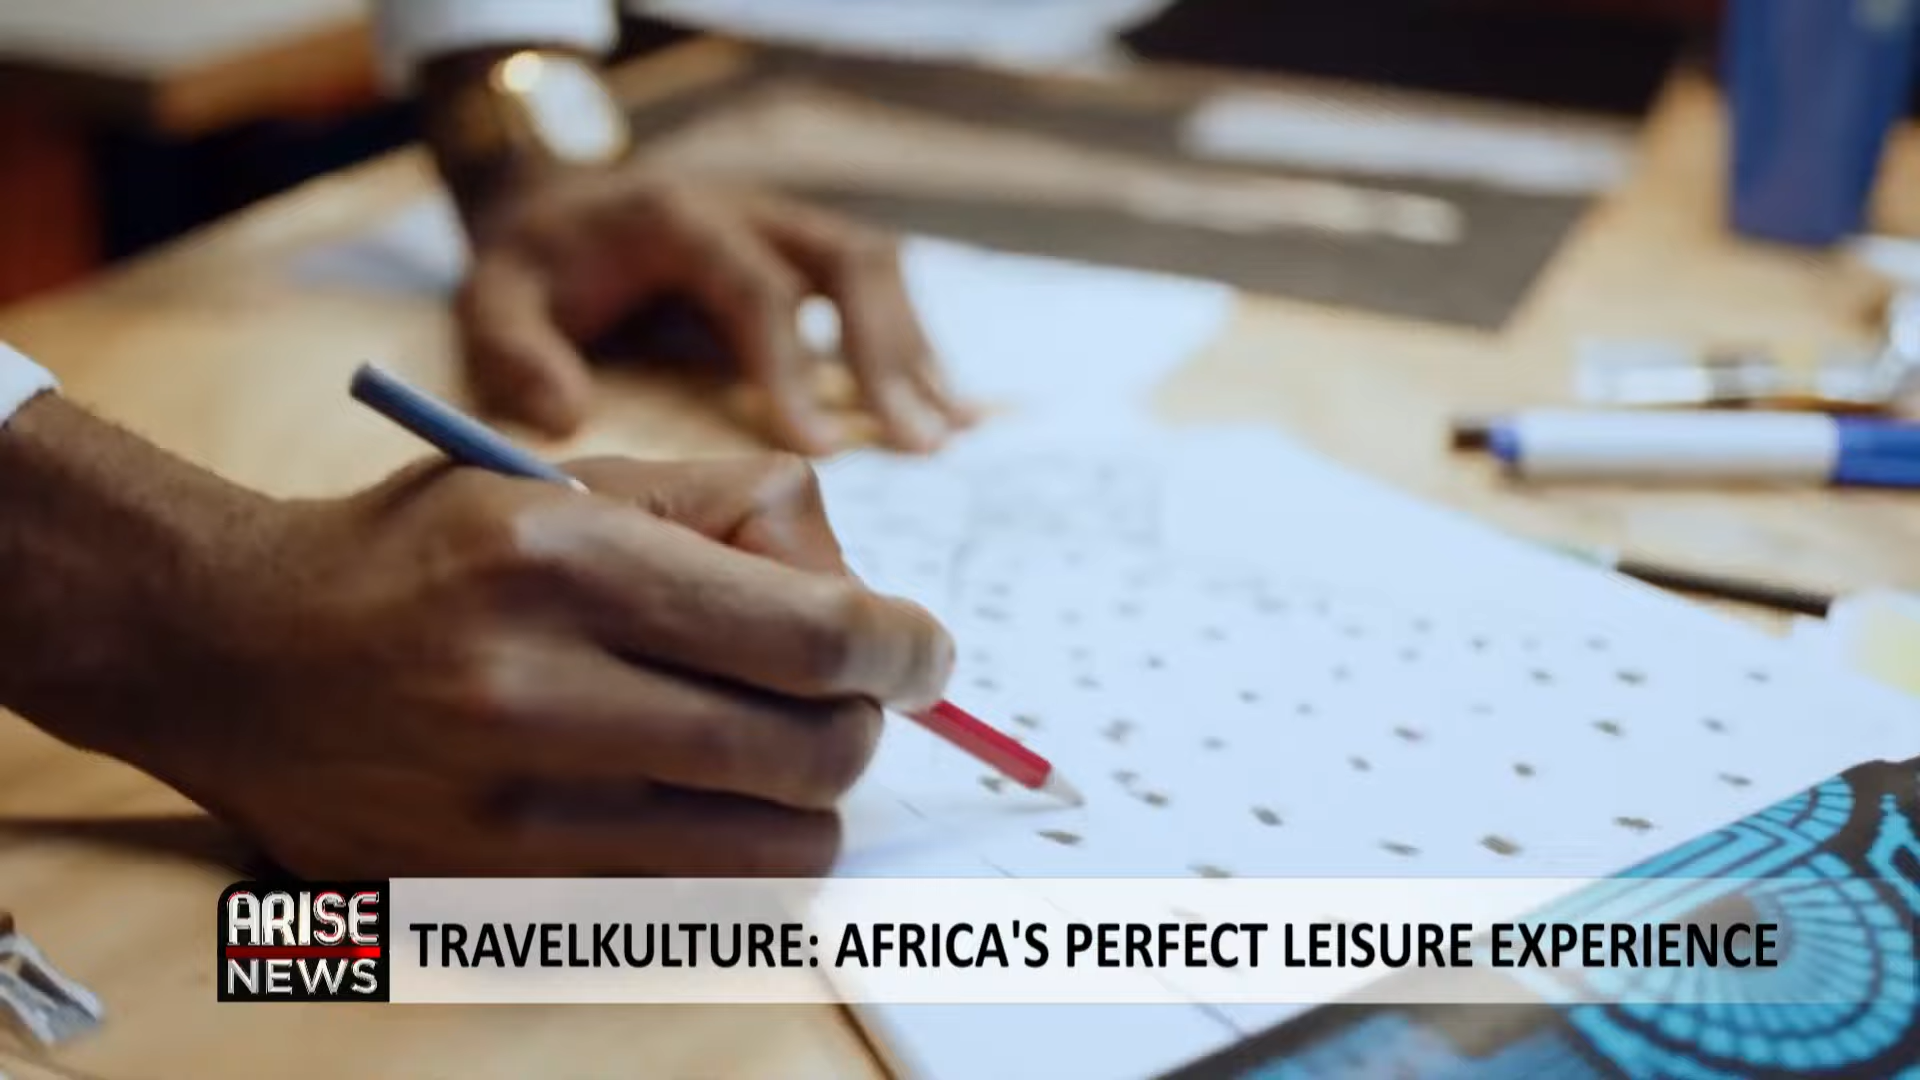 ARISE
NEWS
TRAVELKULTURE: AFRICA'S PERFECT LEISURE EXPERIENCE